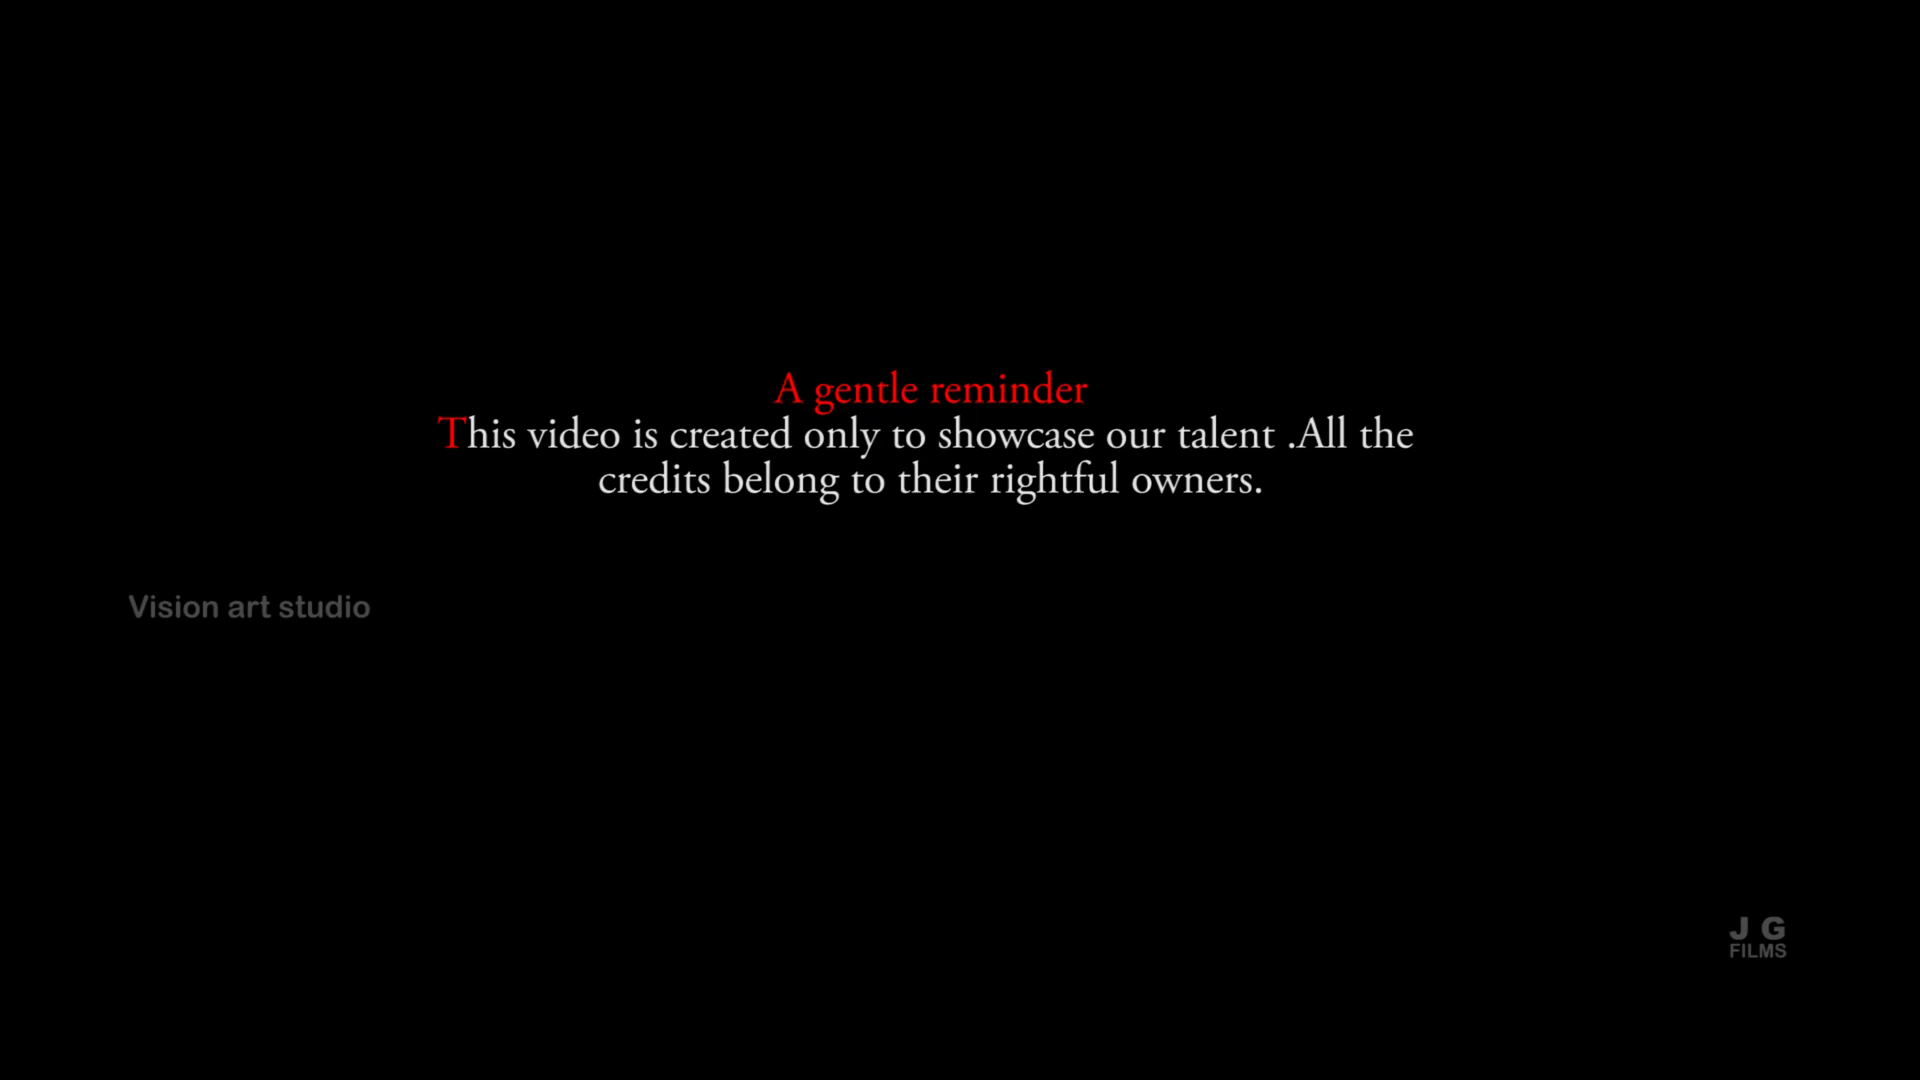 A gentle reminder
This video is created only to showcase our talent .All the
credits belong to their rightful owners.
Vision art studio
J G
FILMS